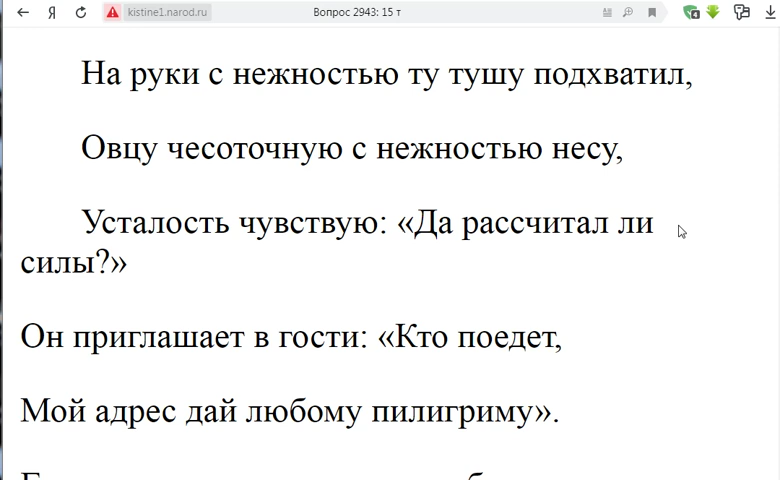 kistine1.narod.ru
Вопрос 2943: 15 т
4
На руки с нежностью ту тушу подхватил,
Овцу чесоточную с нежностью несу,
Усталость чувствую: «Да рассчитал ли
силы?»
Он приглашает в гости: «Кто поедет,
Мой адрес дай любому пилигриму».